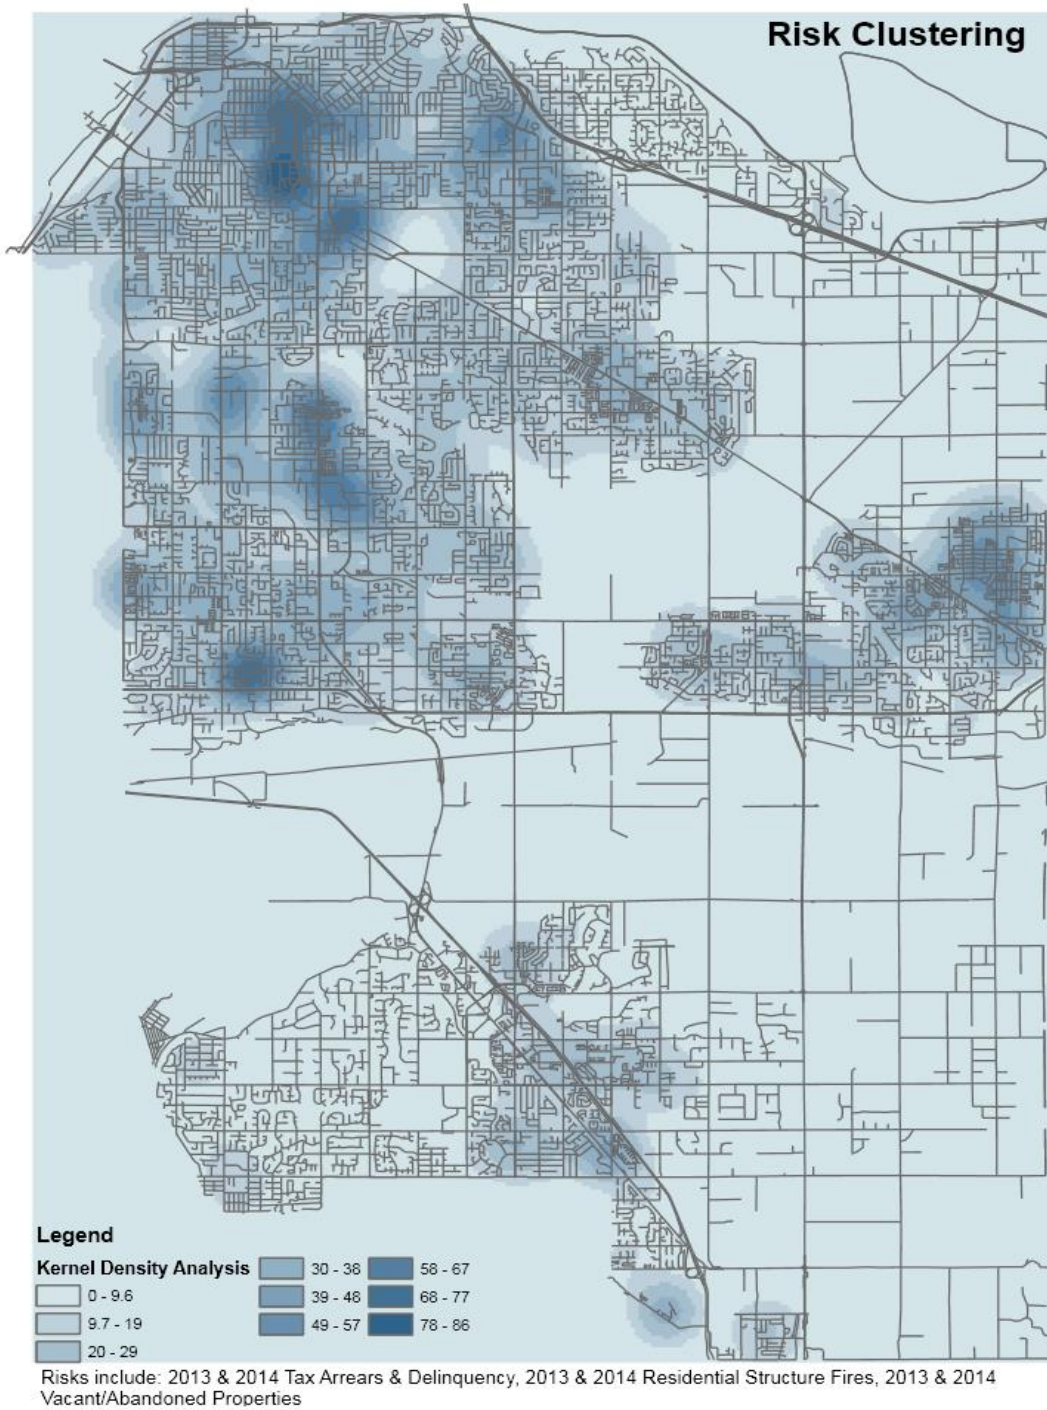 Risk Clustering
Legend
Kernel Density Analysis
0 - 9.6
9.7 - 19
20 - 29
30 - 38
39 - 48
49 - 57
58 - 67
68 - 77
78 - 86
Risks include: 2013 & 2014 Tax Arrears & Delinquency, 2013 & 2014 Residential Structure Fires, 2013 & 2014
Vacant/Abandoned Properties